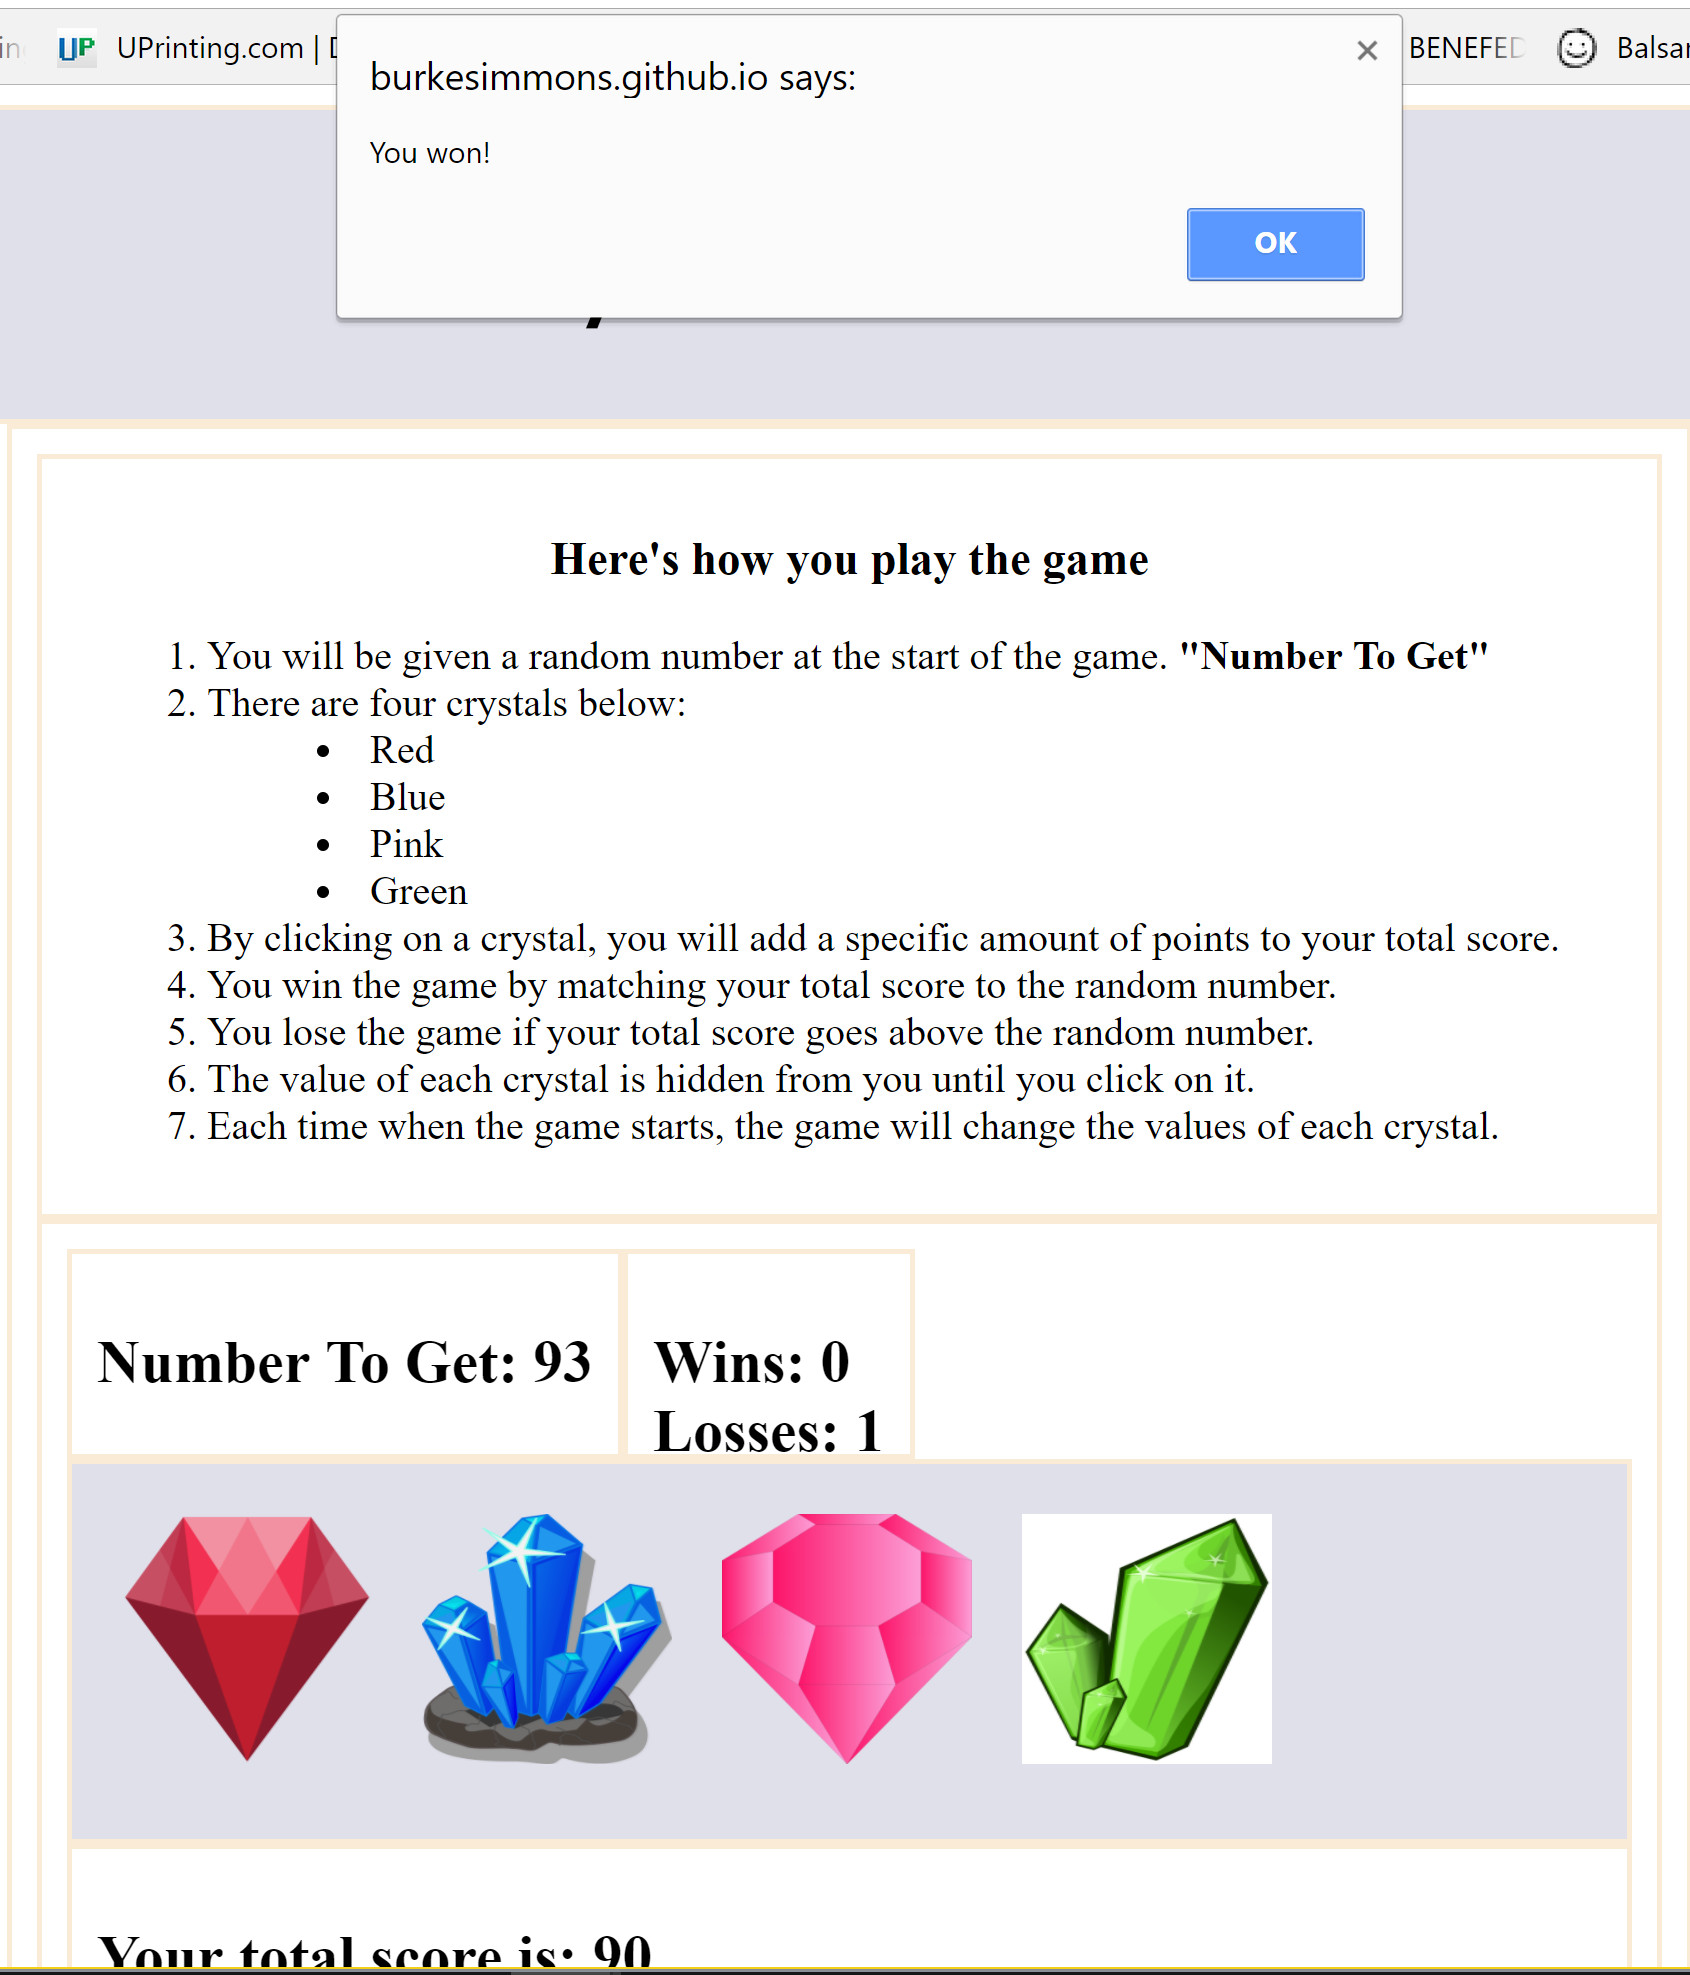 UP UPrinting.com |
BENEFED
Balsar
burkesimmons.github.io says:
You won!
OK
Here's how you play the game
1. You will be given a random number at the start of the game. "Number To Get"
2. There are four crystals below:
• Red
• Blue
• Pink
• Green
3. By clicking on a crystal, you will add a specific amount of points to your total score.
4. You win the game by matching your total score to the random number.
5. You lose the game if your total score goes above the random number.
6. The value of each crystal is hidden from you until you click on it.
7. Each time when the game starts, the game will change the values of each crystal.
Number To Get: 93
Wins: 0
Losses: 1
Your total score is: 90